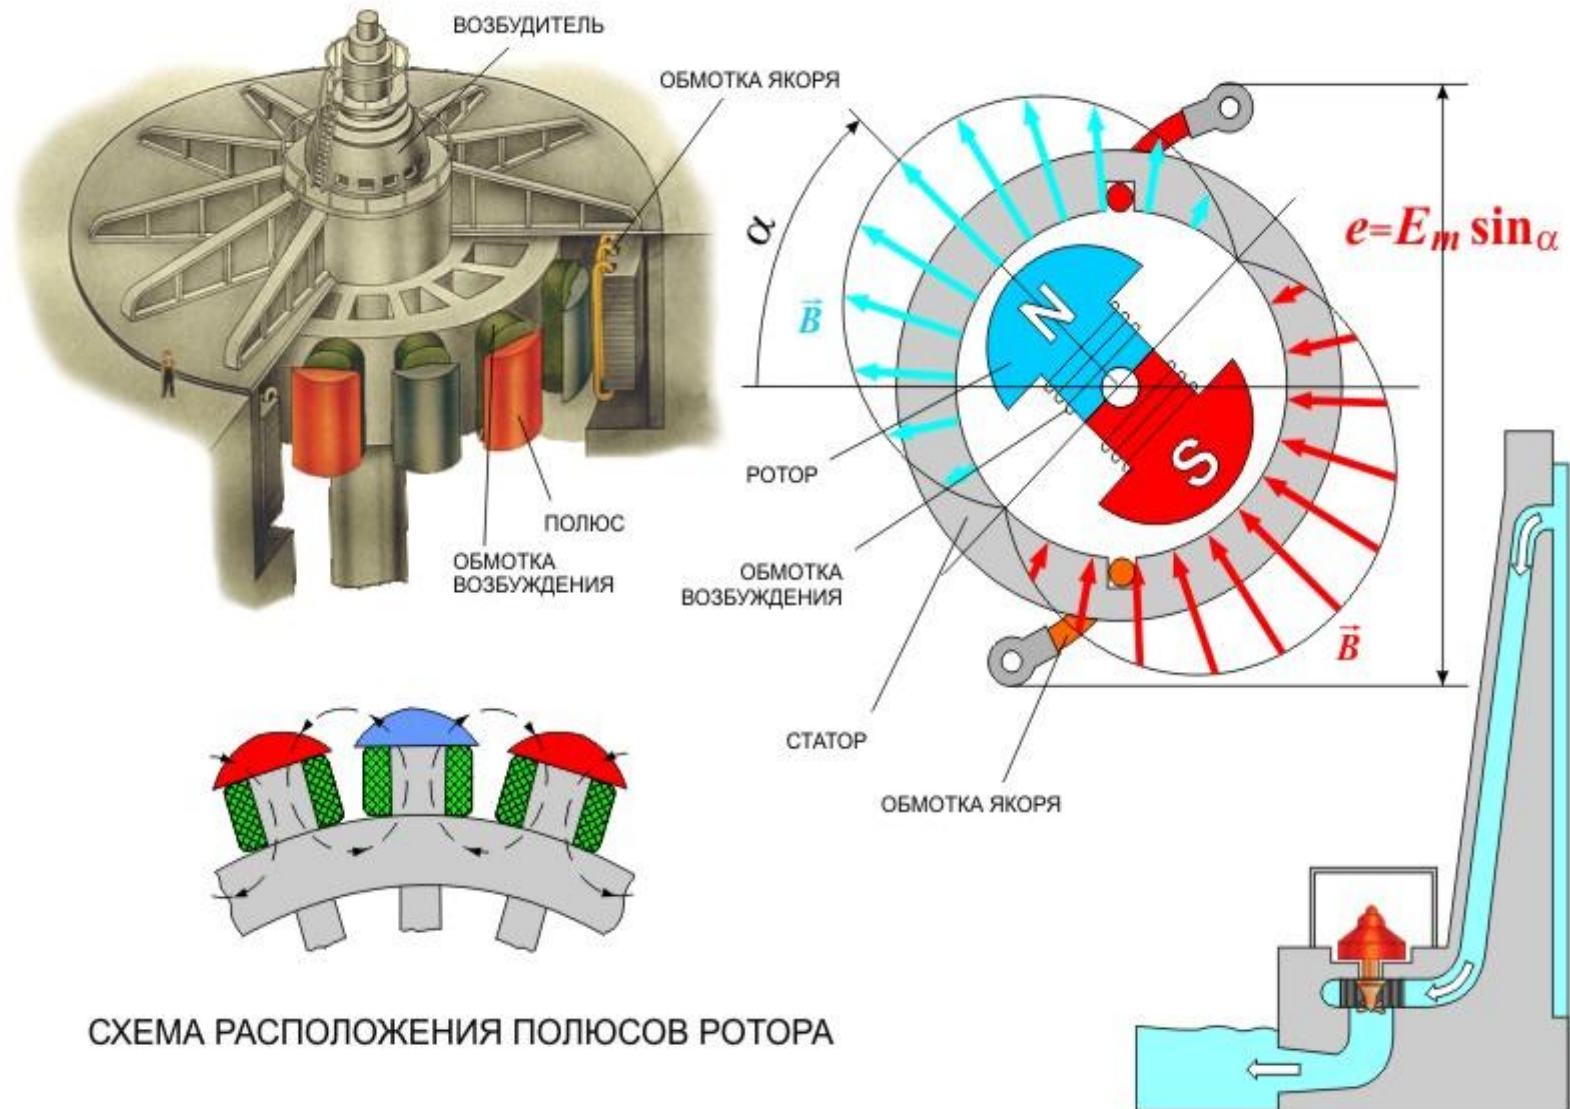 ВОЗБУДИТЕЛЬ
ОБМОТКА ЯКОРЯ
ПОЛЮС
ОБМОТКА
ВОЗБУЖДЕНИЯ
α
e=Eₘ sinα
B
N
S
РОТОР
ОБМОТКА
ВОЗБУЖДЕНИЯ
B
СТАТОР
ОБМОТКА ЯКОРЯ
СХЕМА РАСПОЛОЖЕНИЯ ПОЛЮСОВ РОТОРА